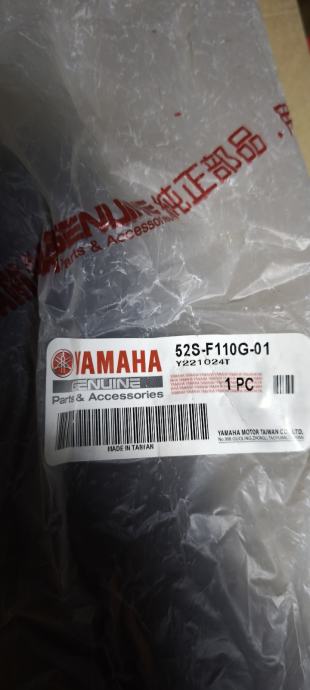 GENUINE 純正部品
Parts & Accessories
YAMAHA
GENUINE
Parts & Accessories
52S-F110G-01
Y221024T
1 PC
MADE IN TAIWAN
YAMAHA MOTOR TAIWAN CO., LTD.